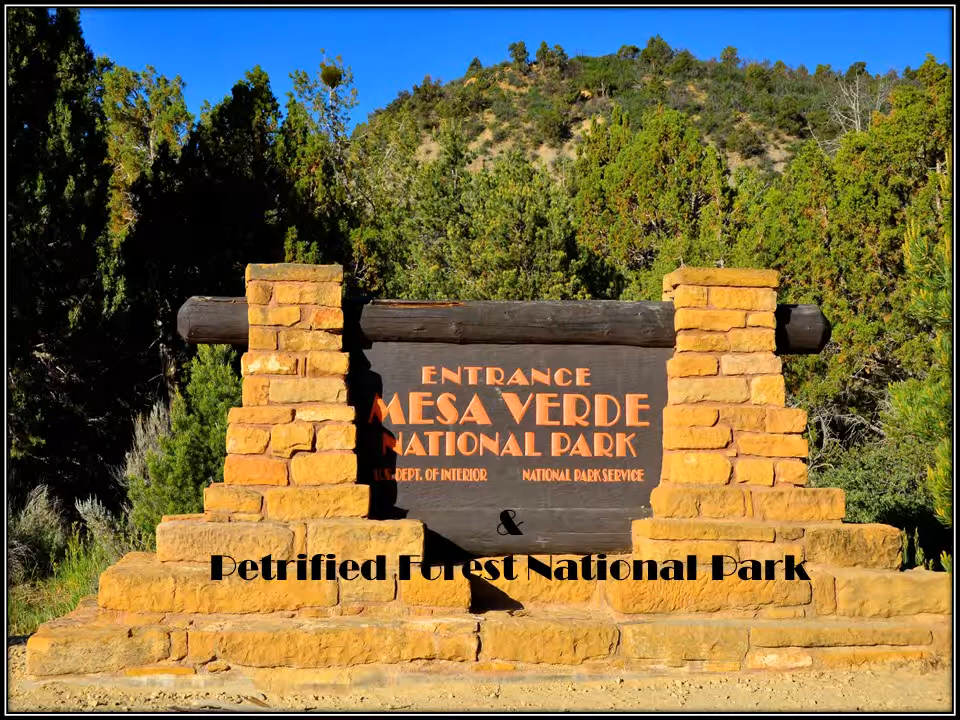 ENTRANCE
MESA VERDE
NATIONAL PARK
U.S. DEPT. OF INTERIOR NATIONAL PARK SERVICE
&
Petrified Forest National Park